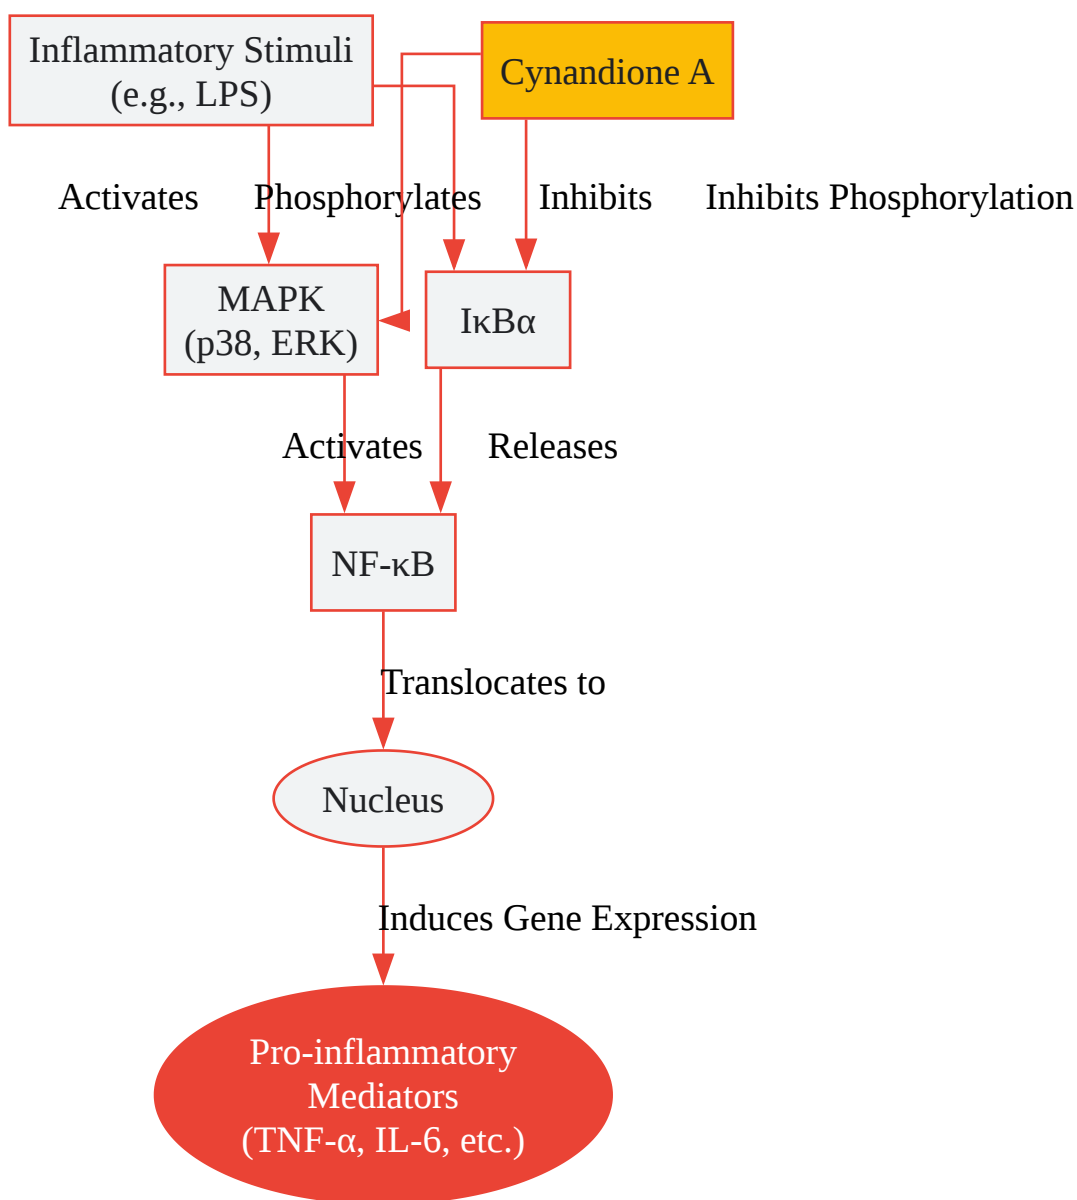 Inflammatory Stimuli
(e.g., LPS)
Cynandione A
Activates
Phosphorylates
Inhibits
Inhibits Phosphorylation
MAPK
(p38, ERK)
IκBα
Activates
Releases
NF-κB
Translocates to
Nucleus
Induces Gene Expression
Pro-inflammatory
Mediators
(TNF-α, IL-6, etc.)